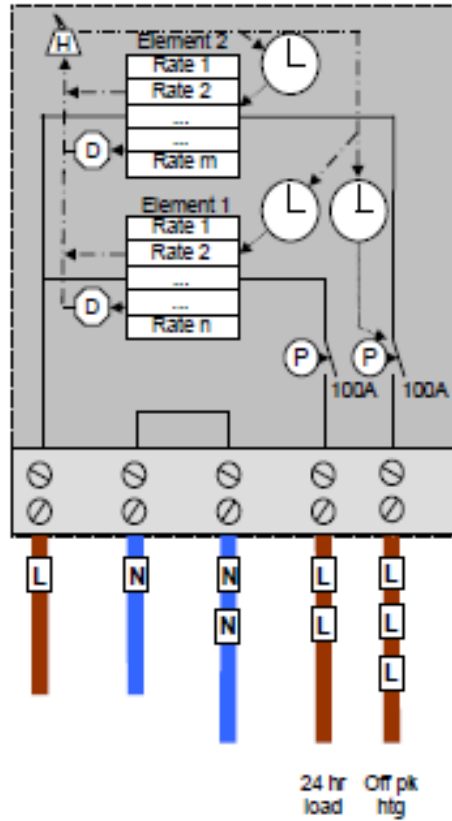 H
Element 2
Rate 1
Rate 2
...
...
Rate m
D
Element 1
Rate 1
Rate 2
...
...
Rate n
D
P
P
100A
100A
L
N
N
L
L
N
L
L
L
24 hr
load
Off pk
htg